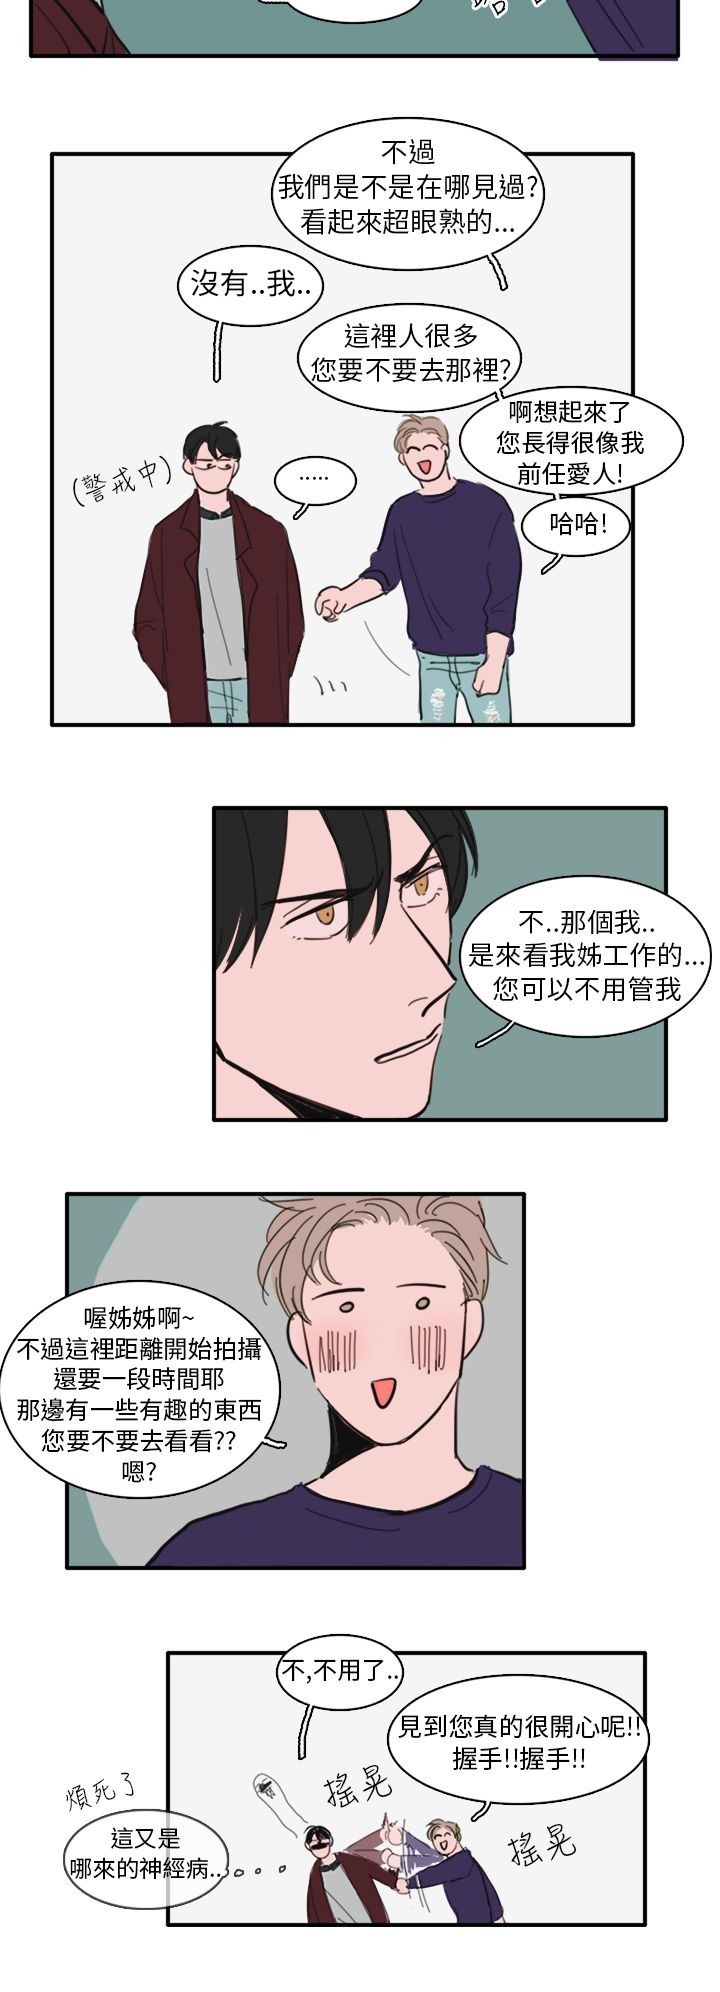 不過
我們是不是在哪見過?
看起來超眼熟的...
沒有..我..
這裡人很多
您要不要去那裡?
啊想起來了
您長得很像我
前任愛人!
哈哈!
.....
(警戒中)
不..那個我..
是來看我姊工作的...
您可以不用管我
喔姊姊啊~
不過這裡距離開始拍攝
還要一段時間耶
那邊有一些有趣的東西
您要不要去看看??
嗯?
不,不用了..
見到您真的很開心呢!!
握手!!握手!!
搖晃
搖晃
煩死了
這又是
哪來的神經病..